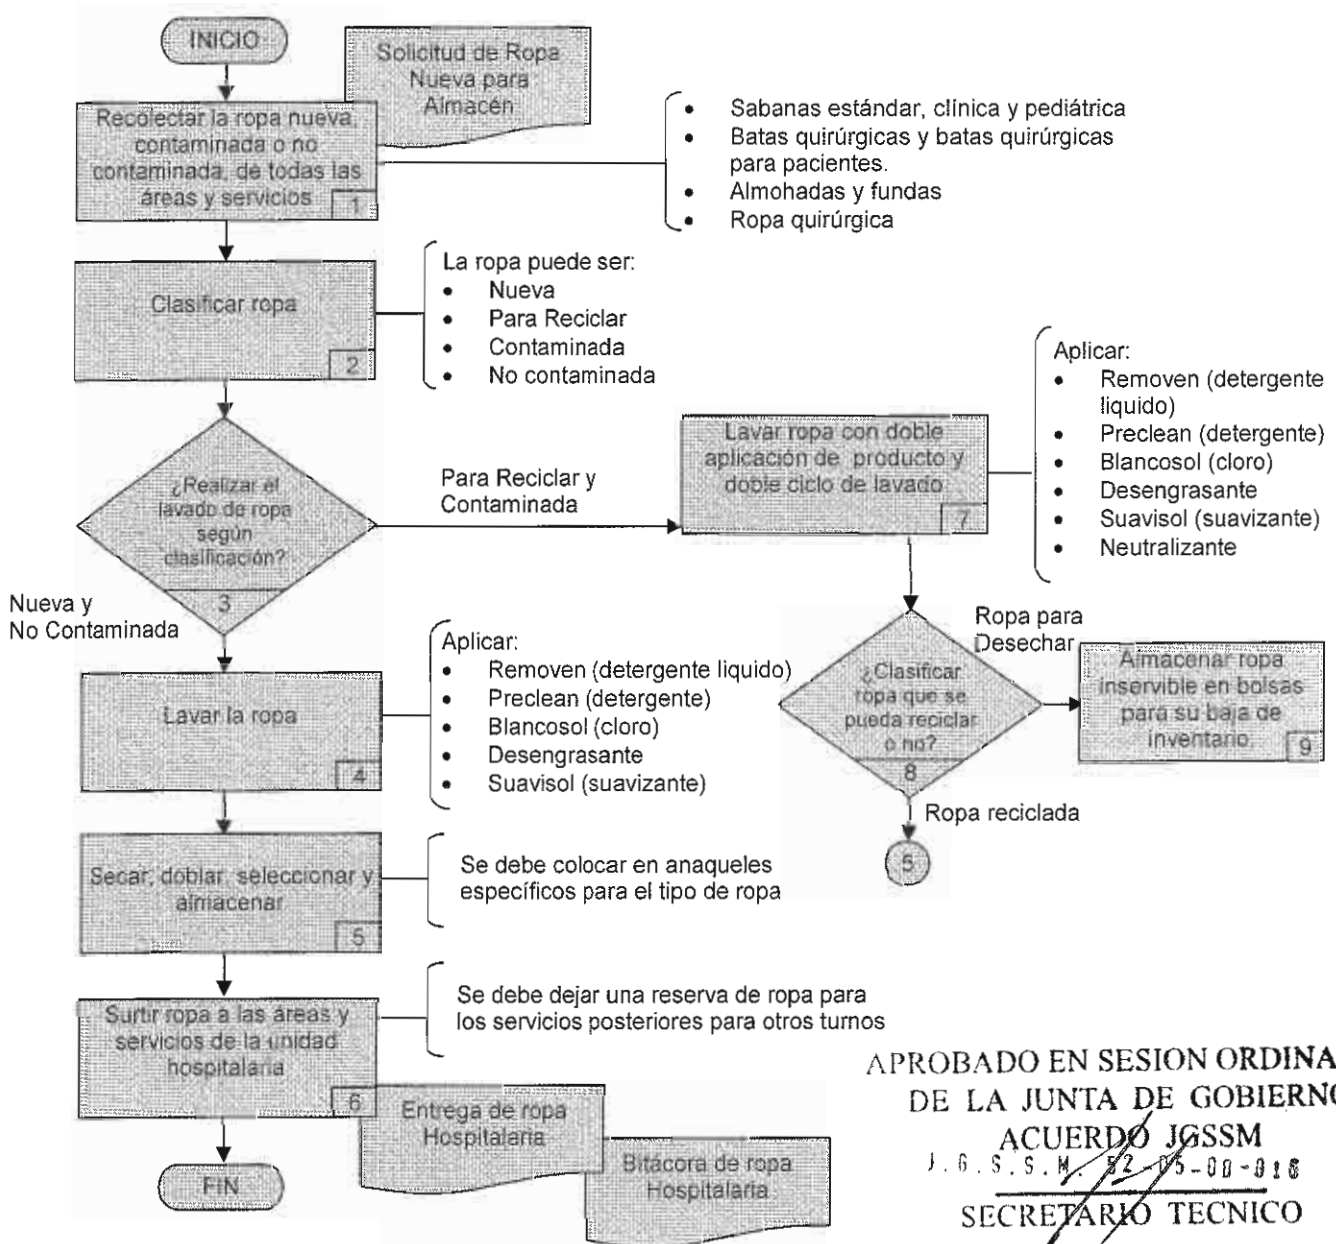 INICIO
Solicitud de Ropa
Nueva para
Almacén
Recolectar la ropa nueva,
contaminada o no
contaminada, de todas las
áreas y servicios
1
• Sabanas estándar, clínica y pediátrica
• Batas quirúrgicas y batas quirúrgicas
para pacientes.
• Almohadas y fundas
• Ropa quirúrgica
Clasificar ropa
2
La ropa puede ser:
• Nueva
• Para Reciclar
• Contaminada
• No contaminada
¿Realizar el
lavado de ropa
según
clasificación?
3
Para Reciclar y
Contaminada
Lavar ropa con doble
aplicación de producto y
doble ciclo de lavado
7
Aplicar:
• Removen (detergente
liquido)
• Preclean (detergente)
• Blancosol (cloro)
• Desengrasante
• Suavisol (suavizante)
• Neutralizante
Nueva y
No Contaminada
Lavar la ropa
4
Aplicar:
• Removen (detergente liquido)
• Preclean (detergente)
• Blancosol (cloro)
• Desengrasante
• Suavisol (suavizante)
¿Clasificar
ropa que se
pueda reciclar
o no?
8
Ropa para
Desechar
Almacenar ropa
inservible en bolsas
para su baja de
inventario.
9
Ropa reciclada
5
Secar, doblar, seleccionar y
almacenar
5
Se debe colocar en anaqueles
específicos para el tipo de ropa
Surtir ropa a las áreas y
servicios de la unidad
hospitalaria
6
Se debe dejar una reserva de ropa para
los servicios posteriores para otros turnos
Entrega de ropa
Hospitalaria
Bitácora de ropa
Hospitalaria
FIN
APROBADO EN SESION ORDINA
DE LA JUNTA DE GOBIERNO
ACUERDO JGSSM
J.G.S.S.M. 52-05-00-016
SECRETARIO TECNICO